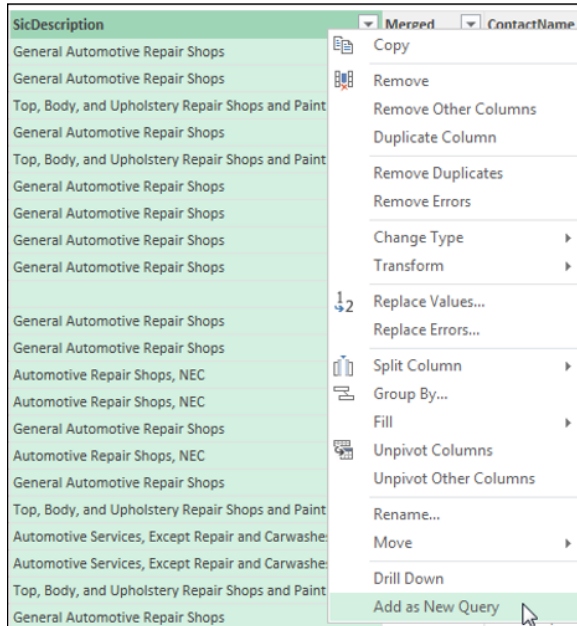 SicDescription
Merged
ContactName
General Automotive Repair Shops
General Automotive Repair Shops
Top, Body, and Upholstery Repair Shops and Paint
General Automotive Repair Shops
Top, Body, and Upholstery Repair Shops and Paint
General Automotive Repair Shops
General Automotive Repair Shops
General Automotive Repair Shops
General Automotive Repair Shops
General Automotive Repair Shops
General Automotive Repair Shops
Automotive Repair Shops, NEC
Automotive Repair Shops, NEC
General Automotive Repair Shops
Automotive Repair Shops, NEC
General Automotive Repair Shops
Top, Body, and Upholstery Repair Shops and Paint
Automotive Services, Except Repair and Carwashe
Automotive Services, Except Repair and Carwashe
Top, Body, and Upholstery Repair Shops and Paint
General Automotive Repair Shops
Copy
Remove
Remove Other Columns
Duplicate Column
Remove Duplicates
Remove Errors
Change Type
Transform
1 2 Replace Values...
Replace Errors...
Split Column
Group By...
Fill
Unpivot Columns
Unpivot Other Columns
Rename...
Move
Drill Down
Add as New Query